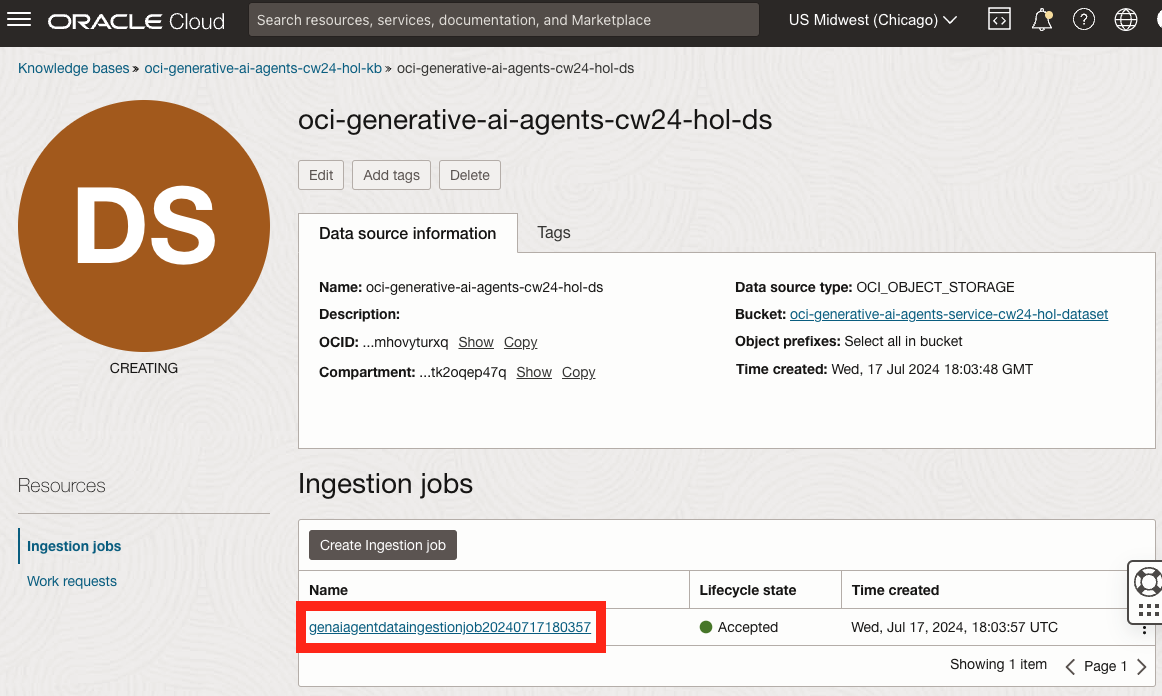 ORACLE Cloud
Search resources, services, documentation, and Marketplace
US Midwest (Chicago)
Knowledge bases » oci-generative-ai-agents-cw24-hol-kb » oci-generative-ai-agents-cw24-hol-ds
DS
CREATING
oci-generative-ai-agents-cw24-hol-ds
Edit Add tags Delete
Data source information Tags
Name: oci-generative-ai-agents-cw24-hol-ds
Description:
OCID: ...mhovyturxq Show Copy
Compartment: ...tk2oqep47q Show Copy
Data source type: OCI_OBJECT_STORAGE
Bucket: oci-generative-ai-agents-service-cw24-hol-dataset
Object prefixes: Select all in bucket
Time created: Wed, 17 Jul 2024 18:03:48 GMT
Resources
Ingestion jobs
Work requests
Ingestion jobs
Create Ingestion job
Name Lifecycle state Time created
genaiagentdataingestionjob20240717180357 Accepted Wed, Jul 17, 2024, 18:03:57 UTC
Showing 1 item Page 1